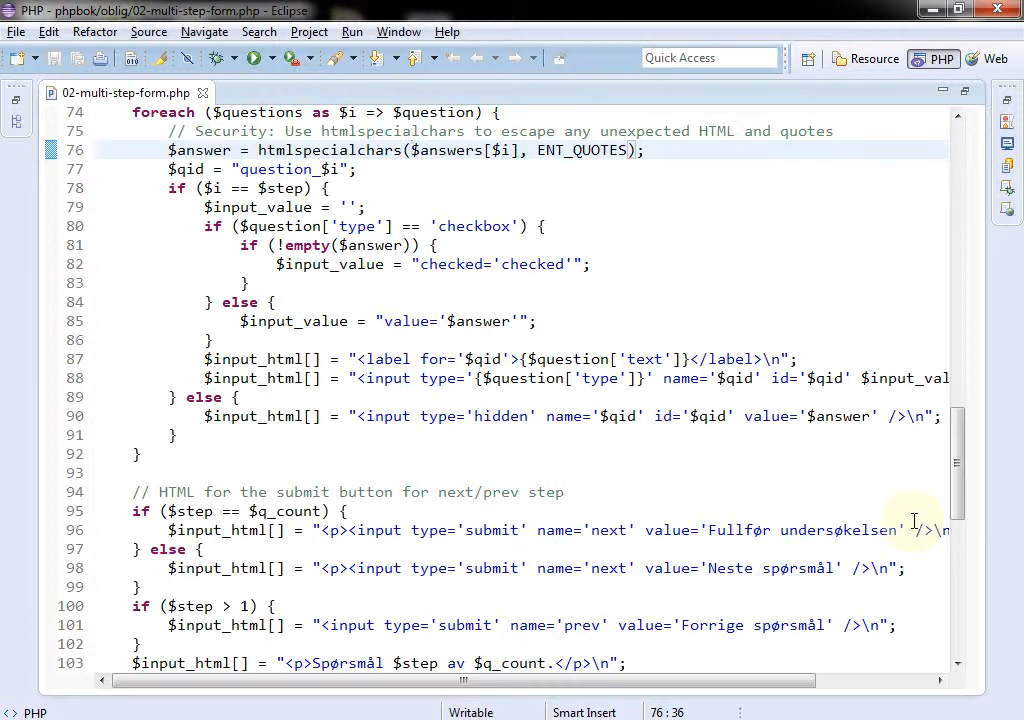 PHP - phpbok/oblig/02-multi-step-form.php - Eclipse
File Edit Refactor Source Navigate Search Project Run Window Help
Quick Access Resource PHP Web
02-multi-step-form.php
74 foreach ($questions as $i => $question) {
75 // Security: Use htmlspecialchars to escape any unexpected HTML and quotes
76 $answer = htmlspecialchars($answers[$i], ENT_QUOTES);
77 $qid = "question_$i";
78 if ($i == $step) {
79 $input_value = '';
80 if ($question['type'] == 'checkbox') {
81 if (!empty($answer)) {
82 $input_value = "checked='checked'";
83 }
84 } else {
85 $input_value = "value='$answer'";
86 }
87 $input_html[] = "<label for='$qid'>{$question['text']}</label>\n";
88 $input_html[] = "<input type='{$question['type']}' name='$qid' id='$qid' $input_val
89 } else {
90 $input_html[] = "<input type='hidden' name='$qid' id='$qid' value='$answer' />\n";
91 }
92 }
93
94 // HTML for the submit button for next/prev step
95 if ($step == $q_count) {
96 $input_html[] = "<p><input type='submit' name='next' value='Fullfør undersøkelsen' />\n
97 } else {
98 $input_html[] = "<p><input type='submit' name='next' value='Neste spørsmål' />\n";
99 }
100 if ($step > 1) {
101 $input_html[] = "<input type='submit' name='prev' value='Forrige spørsmål' />\n";
102 }
103 $input_html[] = "<p>Spørsmål $step av $q_count.</p>\n";
PHP Writable Smart Insert 76 : 36